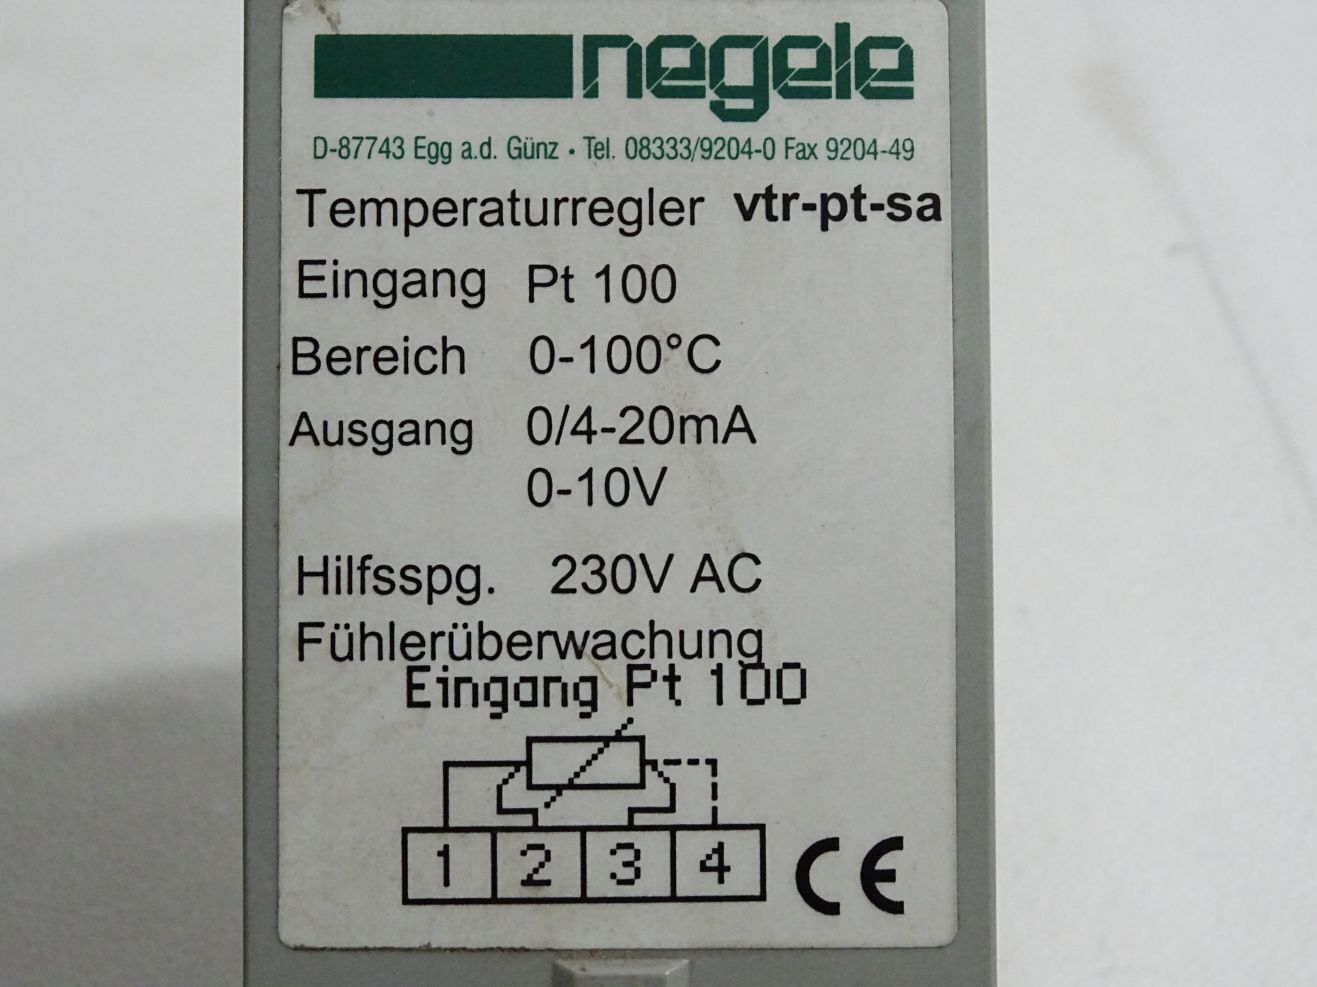 negele
D-87743 Egg a.d. Günz • Tel. 08333/9204-0 Fax 9204-49
Temperaturregler vtr-pt-sa
Eingang Pt 100
Bereich 0-100°C
Ausgang 0/4-20mA
0-10V
Hilfsspg. 230V AC
Fühlerüberwachung
Eingang Pt 100
1 2 3 4 CE